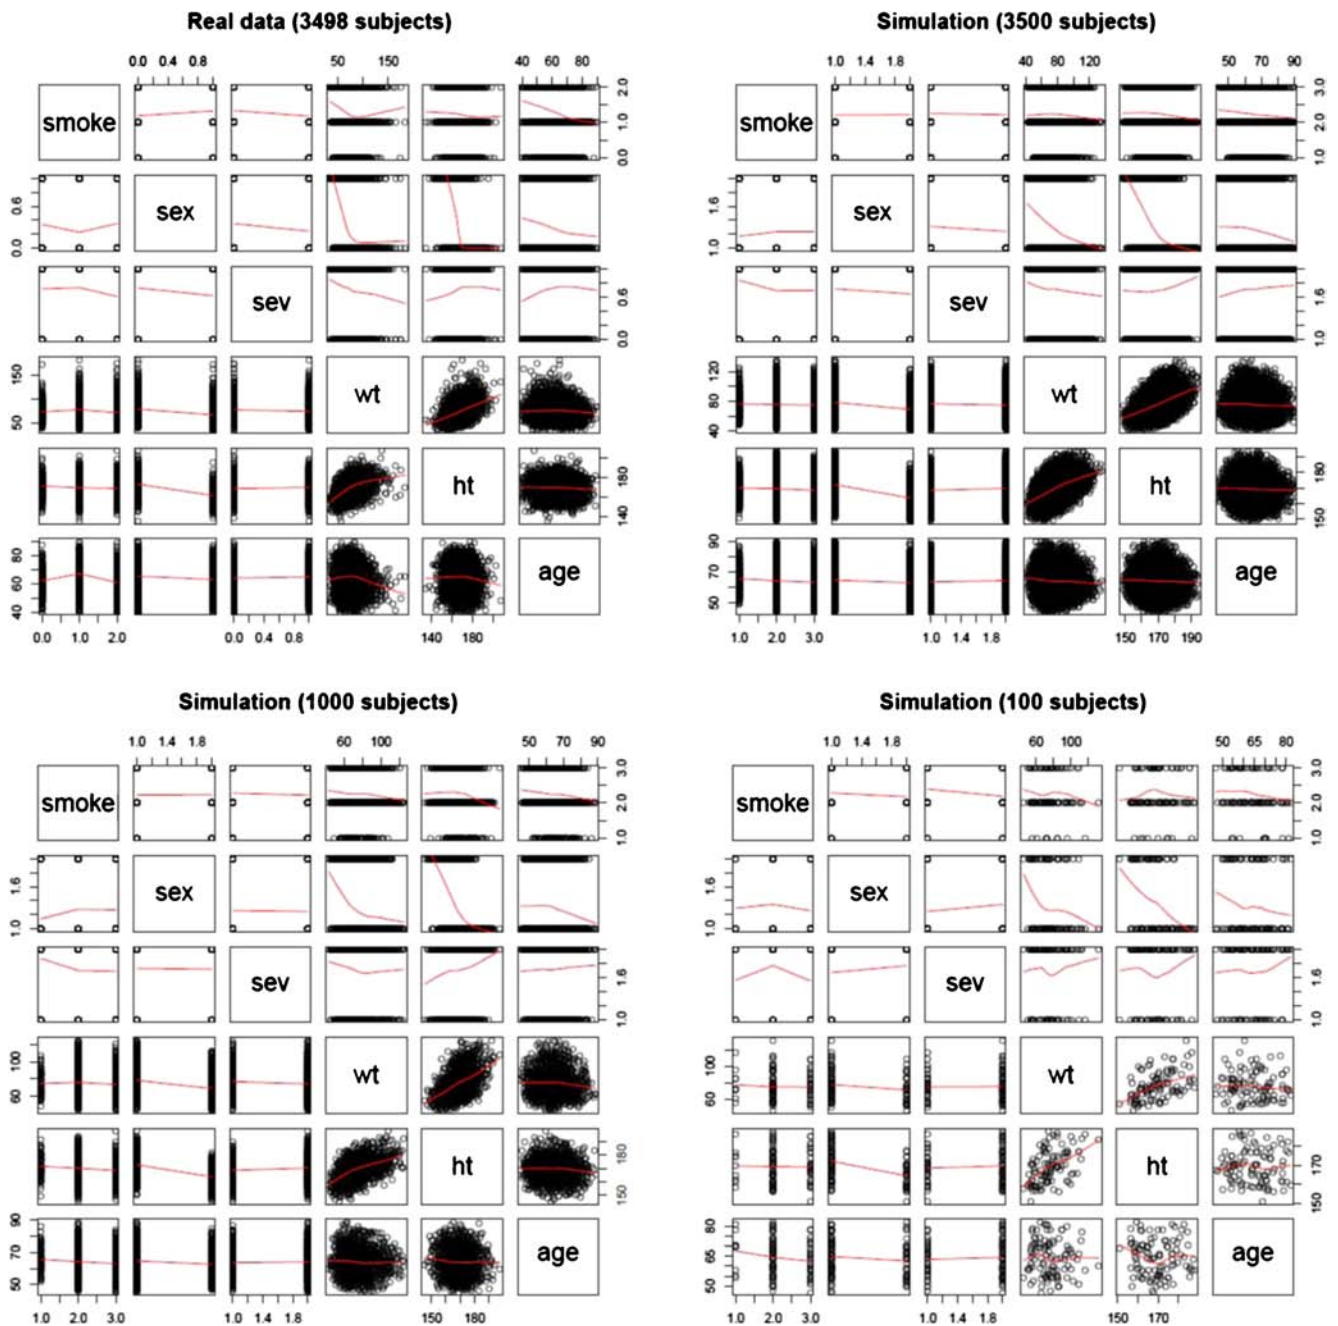 Real data (3498 subjects)
0.0 0.4 0.8
50 150
40 60 80
smoke
0.0 1.0 2.0
sex
0.0 0.6
sev
0.0 0.6
wt
50 150
ht
140 180
age
40 60 80
0.0 1.0 2.0
0.0 0.4 0.8
140 180
Simulation (3500 subjects)
1.0 1.4 1.8
40 80 120
50 60 70 80 90
smoke
1.0 2.0 3.0
sex
1.0 1.6
sev
1.0 1.6
wt
40 80 120
ht
150 180
age
50 70 90
1.0 2.0 3.0
1.0 1.4 1.8
150 170 190
Simulation (1000 subjects)
1.0 1.4 1.8
60 100
50 60 70 80 90
smoke
1.0 2.0 3.0
sex
1.0 1.6
sev
1.0 1.6
wt
60 100
ht
150 180
age
50 70 90
1.0 2.0 3.0
1.0 1.4 1.8
150 180
Simulation (100 subjects)
1.0 1.4 1.8
60 100
50 65 80
smoke
1.0 2.0 3.0
sex
1.0 1.6
sev
1.0 1.6
wt
60 100
ht
150 170
age
50 65 80
1.0 2.0 3.0
1.0 1.4 1.8
150 170